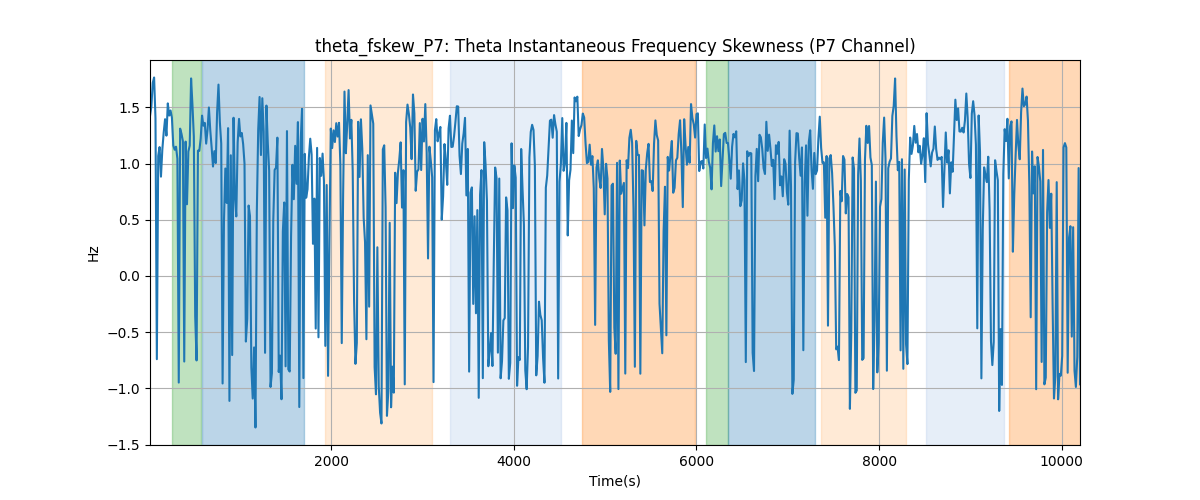 theta_fskew_P7: Theta Instantaneous Frequency Skewness (P7 Channel)
Hz
1.5
1.0
0.5
0.0
−0.5
−1.0
−1.5
2000 4000 6000 8000 10000
Time(s)